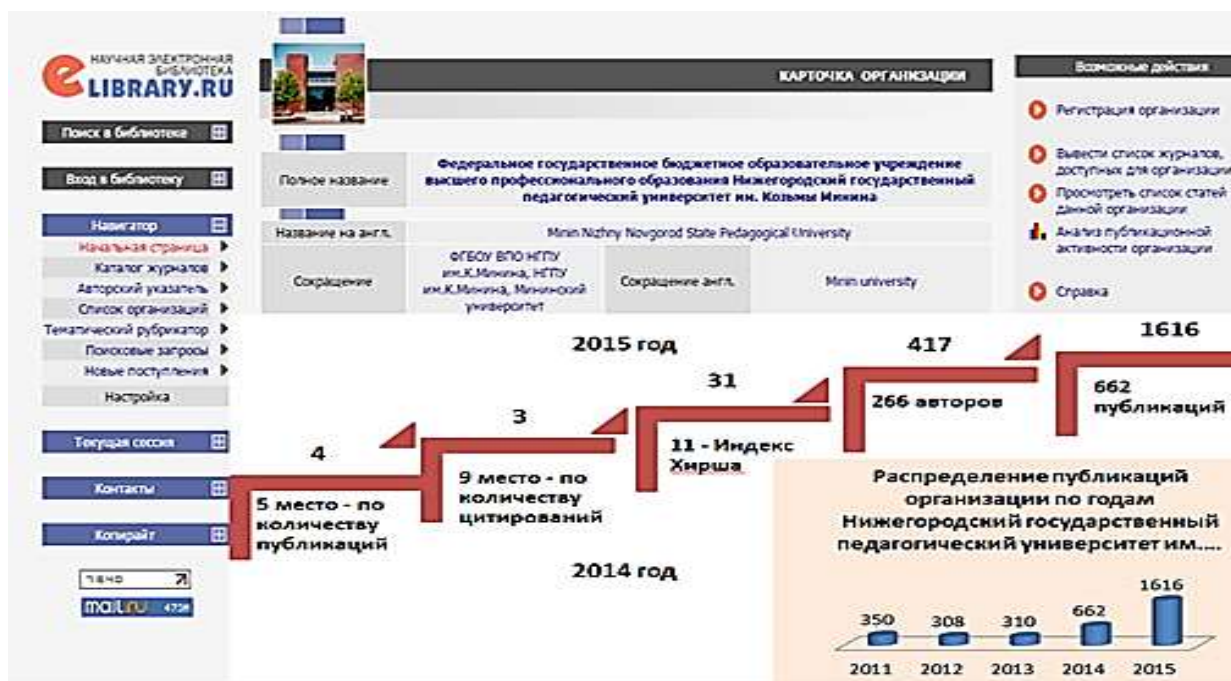 НАУЧНАЯ ЭЛЕКТРОННАЯ
БИБЛИОТЕКА
eLIBRARY.RU
Поиск в библиотеке
Вход в библиотеку
Навигатор
Начальная страница
Каталог журналов
Авторский указатель
Список организаций
Тематический рубрикатор
Поисковые запросы
Новые поступления
Настройка
Текущая сессия
Контакты
Копирайт
mail.ru
КАРТОЧКА ОРГАНИЗАЦИИ
Полное название
Федеральное государственное бюджетное образовательное учреждение
высшего профессионального образования Нижегородский государственный
педагогический университет им. Козьмы Минина
Название на англ.
Minin Nizhny Novgorod State Pedagogical University
Сокращение
ФГБОУ ВПО НГПУ
им.К.Минина, НГПУ
им.К.Минина, Мининский
университет
Сокращение англ.
Minin university
Возможные действия
Регистрация организации
Вывести список журналов,
доступных для организации
Просмотреть список статей
данной организации
Анализ публикационной
активности организации
Справка
2015 год
4
5 место - по
количеству
публикаций
3
9 место - по
количеству
цитирований
31
11 - Индекс
Хирша
417
266 авторов
1616
662
публикаций
2014 год
Распределение публикаций
организации по годам
Нижегородский государственный
педагогический университет им....
350 308 310 662 1616
2011 2012 2013 2014 2015